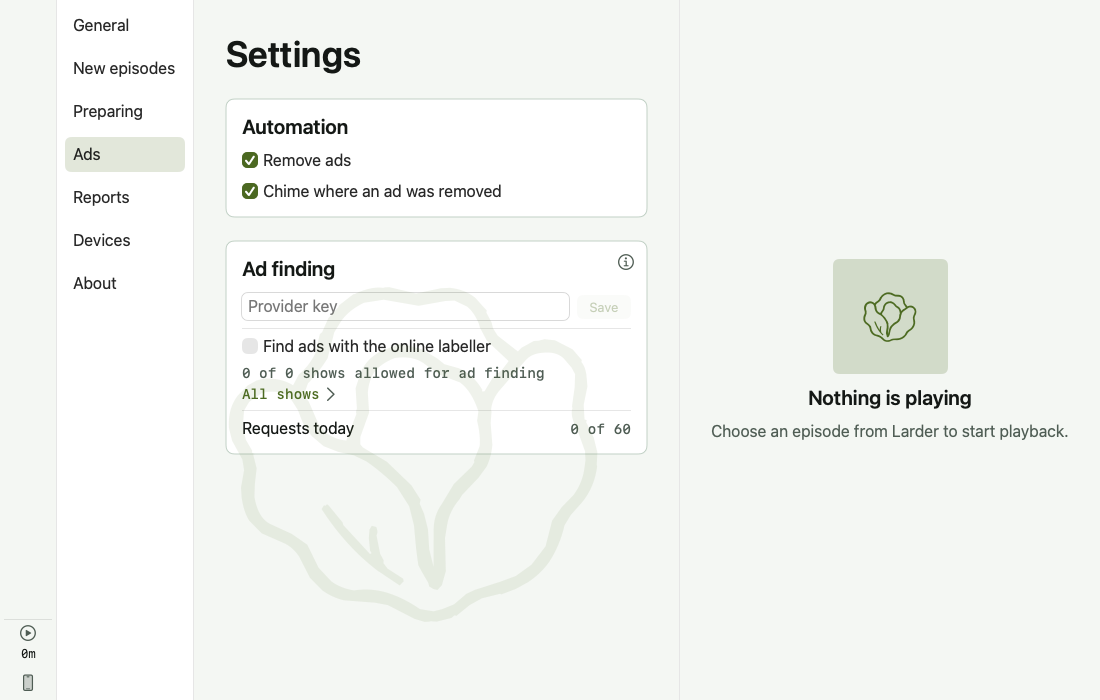 General
New episodes
Preparing
Ads
Reports
Devices
About
0m
Settings
Automation
Remove ads
Chime where an ad was removed
Ad finding
Provider key
Save
Find ads with the online labeller
0 of 0 shows allowed for ad finding
All shows
Requests today
0 of 60
Nothing is playing
Choose an episode from Larder to start playback.